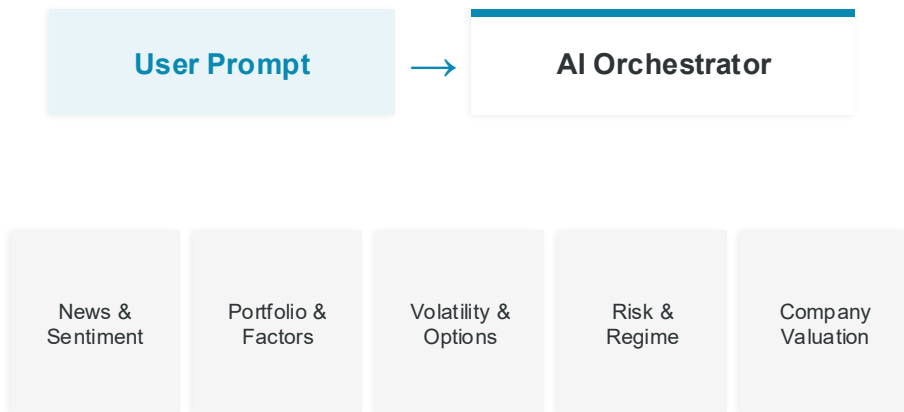 User Prompt → AI Orchestrator
News &
Sentiment
Portfolio &
Factors
Volatility &
Options
Risk &
Regime
Company
Valuation